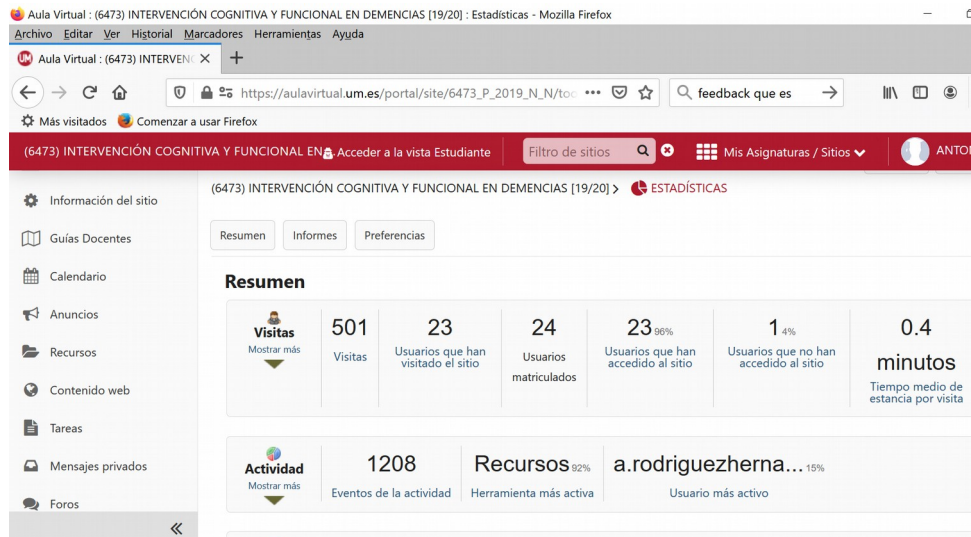 Aula Virtual : (6473) INTERVENCIÓN COGNITIVA Y FUNCIONAL EN DEMENCIAS [19/20] : Estadísticas - Mozilla Firefox
Archivo Editar Ver Historial Marcadores Herramientas Ayuda
UM Aula Virtual : (6473) INTERVENC
https://aulavirtual.um.es/portal/site/6473_P_2019_N_N/too feedback que es
Más visitados Comenzar a usar Firefox
(6473) INTERVENCIÓN COGNITIVA Y FUNCIONAL EN Acceder a la vista Estudiante Filtro de sitios Mis Asignaturas / Sitios ANTO
(6473) INTERVENCIÓN COGNITIVA Y FUNCIONAL EN DEMENCIAS [19/20] > ESTADÍSTICAS
Información del sitio
Guías Docentes
Calendario
Anuncios
Recursos
Contenido web
Tareas
Mensajes privados
Foros
Resumen Informes Preferencias
Resumen
Visitas
Mostrar más
501
Visitas
23
Usuarios que han
visitado el sitio
24
Usuarios
matriculados
23 96%
Usuarios que han
accedido al sitio
1 4%
Usuarios que no han
accedido al sitio
0.4
minutos
Tiempo medio de
estancia por visita
Actividad
Mostrar más
1208
Eventos de la actividad
Recursos 92%
Herramienta más activa
a.rodriguezherna... 15%
Usuario más activo